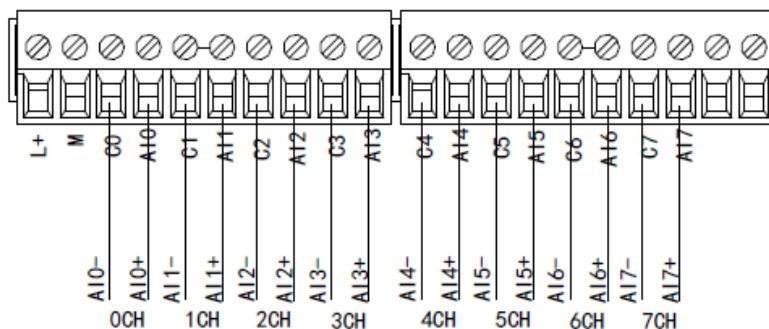 L+ M C0 AI0 C1 AI1 C2 AI2 C3 AI3 C4 AI4 C5 AI5 C6 AI6 C7 AI7
AI0- AI0+ AI1- AI1+ AI2- AI2+ AI3- AI3+ AI4- AI4+ AI5- AI5+ AI6- AI6+ AI7- AI7+
0CH 1CH 2CH 3CH 4CH 5CH 6CH 7CH